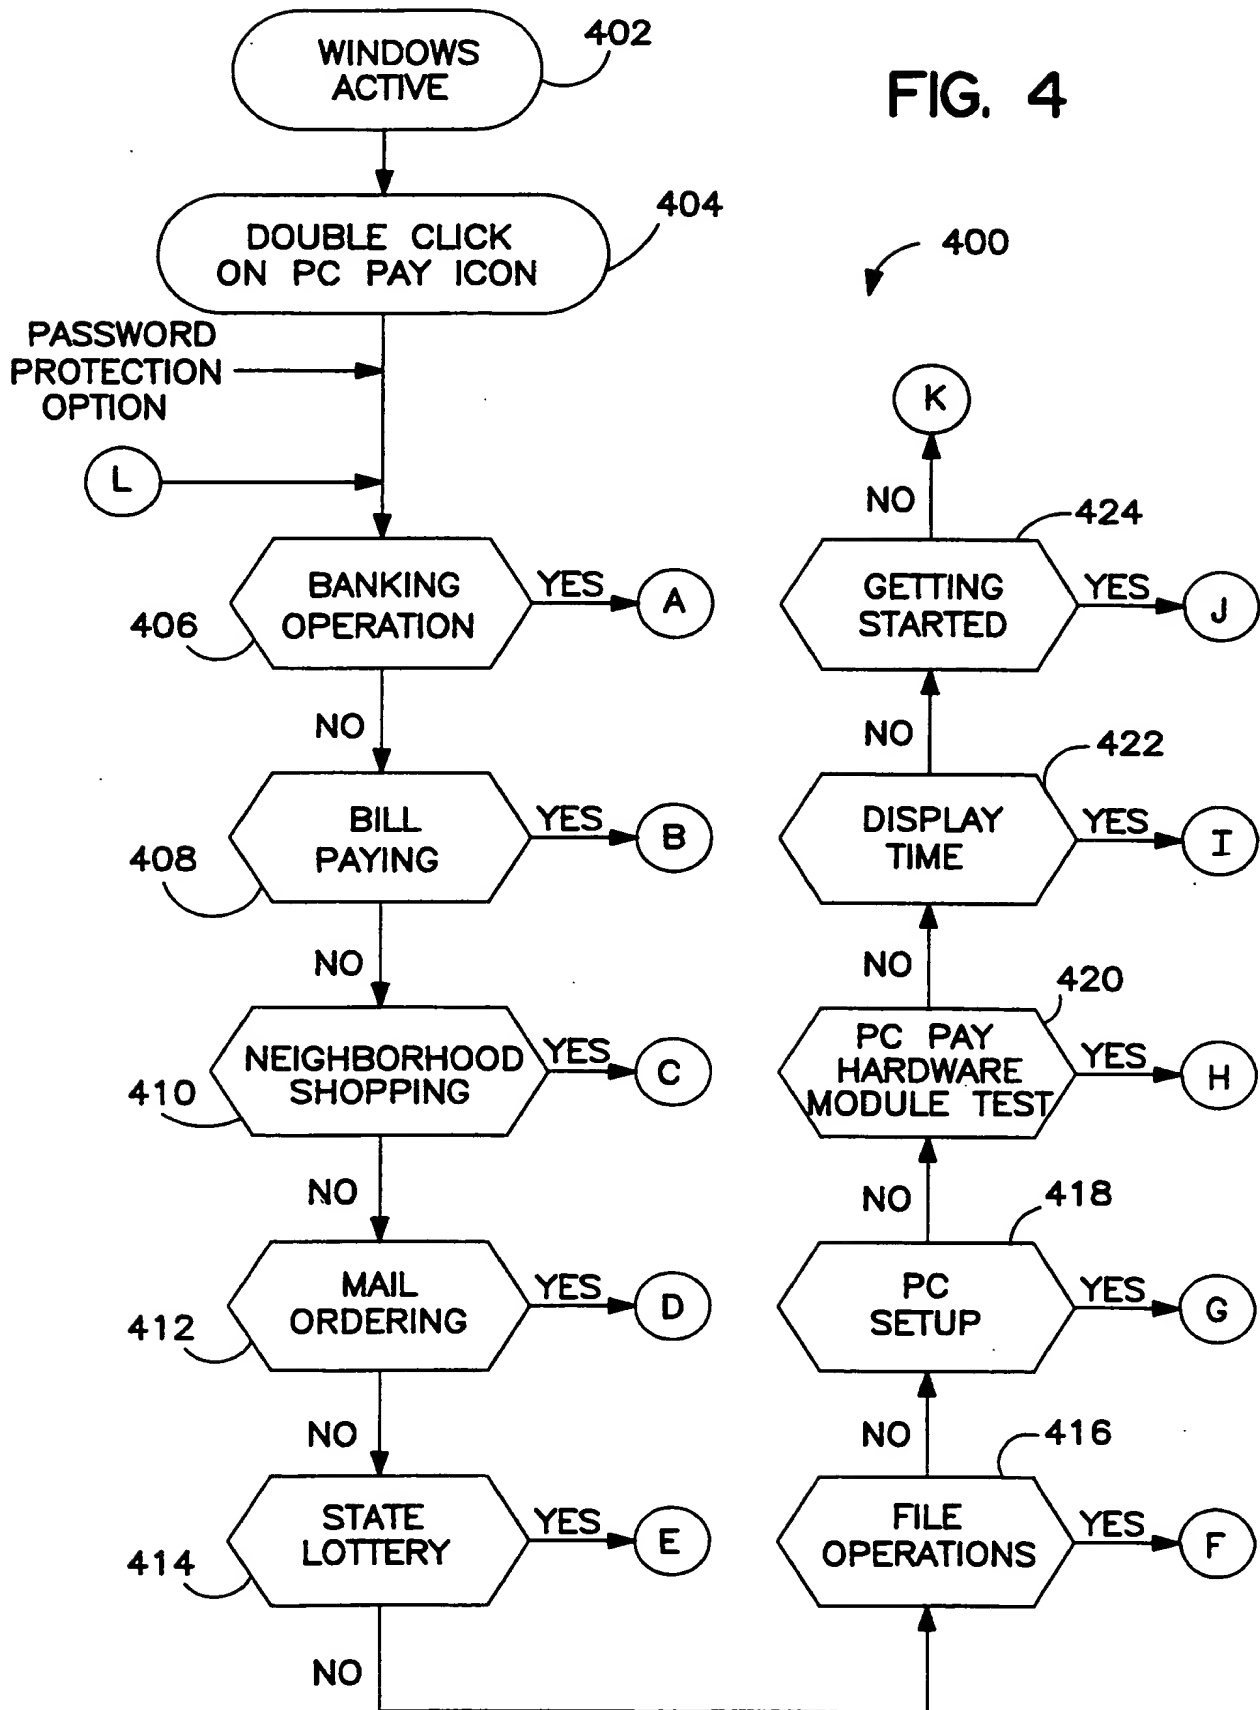 FIG. 4
400
WINDOWS
ACTIVE
402
DOUBLE CLICK
ON PC PAY ICON
404
PASSWORD
PROTECTION
OPTION
L
BANKING
OPERATION
406
YES
A
NO
BILL
PAYING
408
YES
B
NO
NEIGHBORHOOD
SHOPPING
410
YES
C
NO
MAIL
ORDERING
412
YES
D
NO
STATE
LOTTERY
414
YES
E
NO
FILE
OPERATIONS
416
YES
F
NO
PC
SETUP
418
YES
G
NO
PC PAY
HARDWARE
MODULE TEST
420
YES
H
NO
DISPLAY
TIME
422
YES
I
NO
GETTING
STARTED
424
YES
J
NO
K